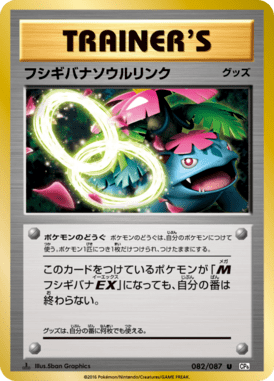 TRAINER'S
フシギバナソウルリンク グッズ
ポケモンのどうぐ ポケモンのどうぐは、自分のポケモンにつけて
使う。ポケモン1匹につき1枚だけつけられ、つけたままにする。
このカードをつけているポケモンが「M
フシギバナEX」になっても、自分の番は
終わらない。
グッズは、自分の番に何枚でも使える。
Illus.5ban Graphics 082/087 U CP6
©2016 Pokémon/Nintendo/Creatures/GAME FREAK.